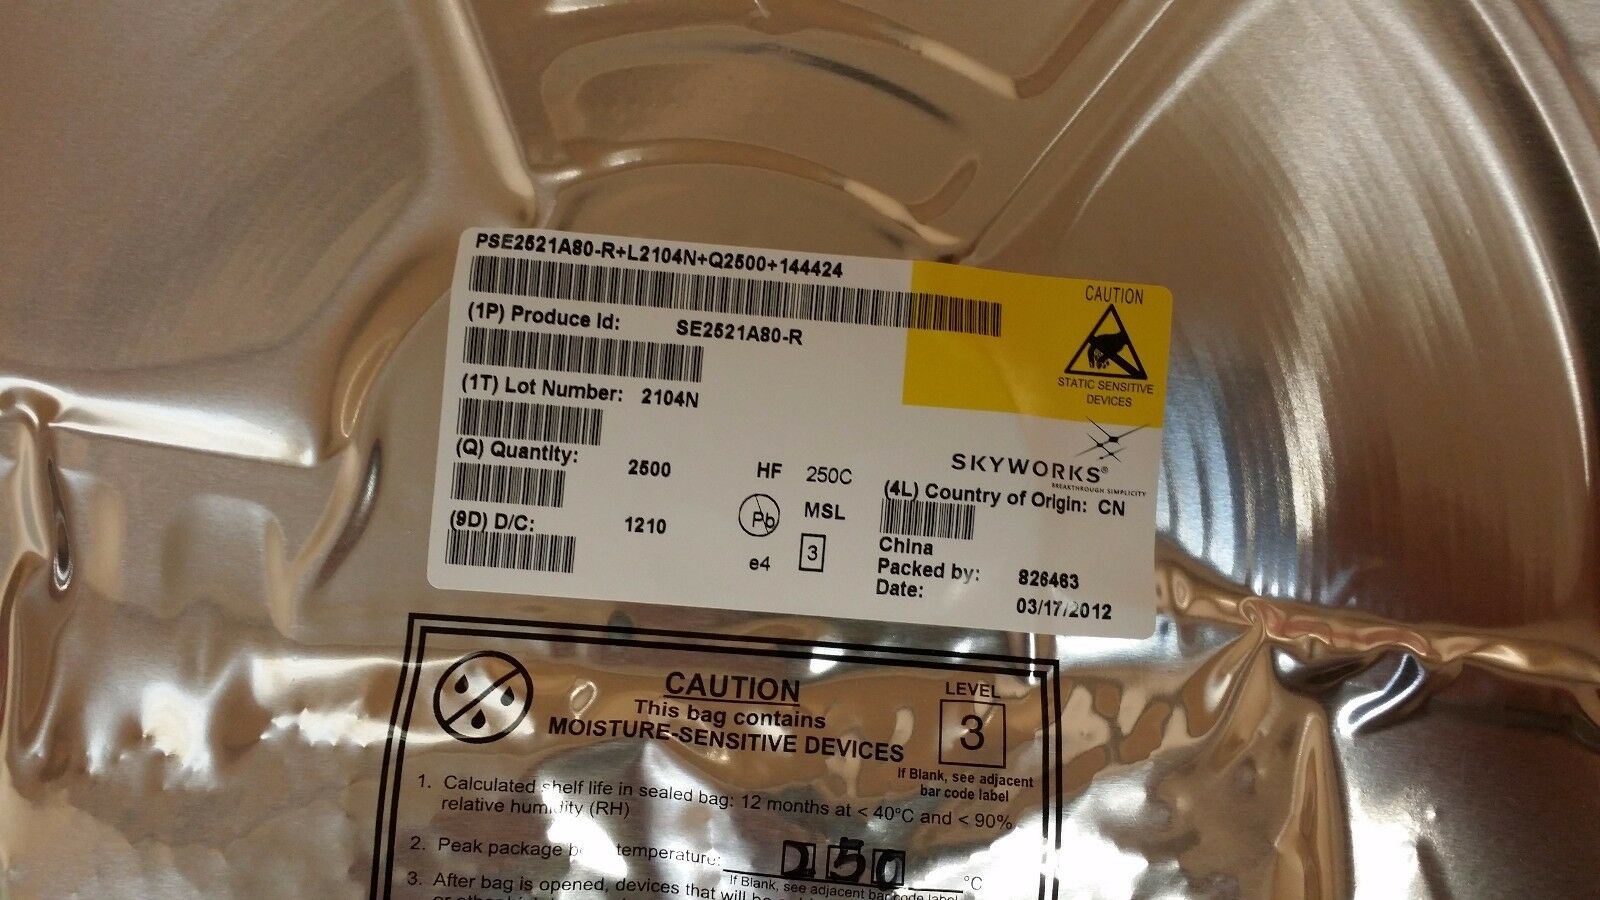 PSE2521A80-R+L2104N+Q2500+144424
(1P) Produce Id: SE2521A80-R
(1T) Lot Number: 2104N
(Q) Quantity: 2500
(9D) D/C: 1210
HF 250C
Pb MSL
e4 3
CAUTION
STATIC SENSITIVE
DEVICES
SKYWORKS®
BREAKTHROUGH SIMPLICITY
(4L) Country of Origin: CN
China
Packed by: 826463
Date: 03/17/2012
CAUTION
This bag contains
MOISTURE-SENSITIVE DEVICES
LEVEL
3
If Blank, see adjacent
bar code label
1. Calculated shelf life in sealed bag: 12 months at < 40°C and < 90%
relative humidity (RH)
2. Peak package temperature: 250 °C
If Blank, see adjacent bar code label
3. After bag is opened, devices that will